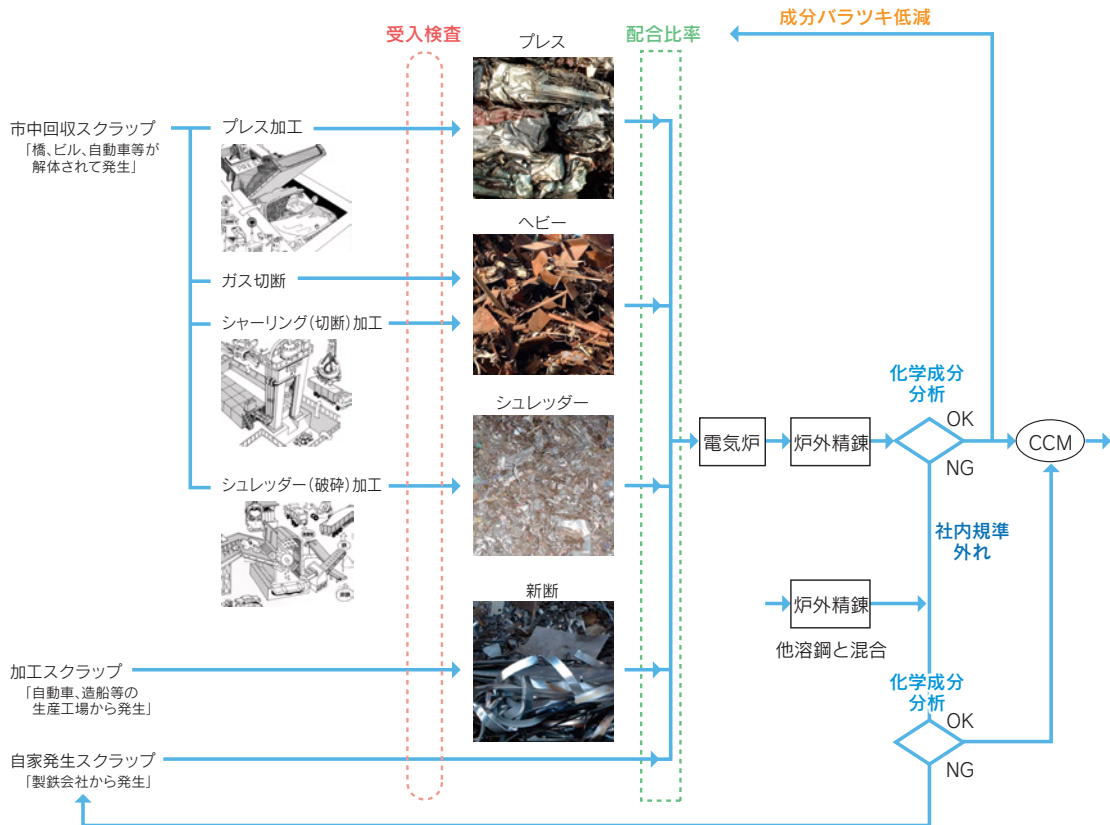 成分バラツキ低減
受入検査
プレス
配合比率
市中回収スクラップ
「橋、ビル、自動車等が
解体されて発生」
プレス加工
ヘビー
ガス切断
シャーリング(切断)加工
シュレッダー
化学成分
分析
OK
電気炉
炉外精錬
CCM
NG
シュレッダー(破砕)加工
社内規準
外れ
新断
炉外精錬
他溶鋼と混合
加工スクラップ
「自動車、造船等の
生産工場から発生」
化学成分
分析
OK
自家発生スクラップ
「製鉄会社から発生」
NG